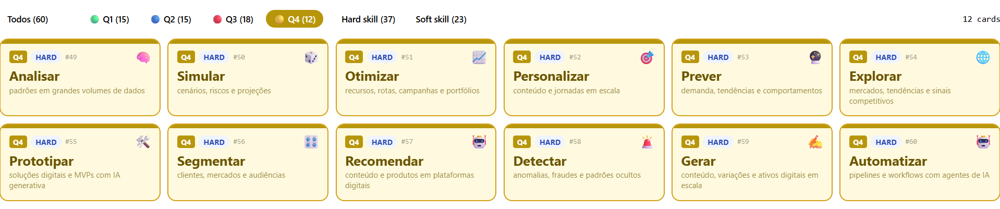 Todos (60) Q1 (15) Q2 (15) Q3 (18) Q4 (12) Hard skill (37) Soft skill (23) 12 cards
Q4 HARD #49
Analisar
padrões em grandes volumes de dados
Q4 HARD #50
Simular
cenários, riscos e projeções
Q4 HARD #51
Otimizar
recursos, rotas, campanhas e portfólios
Q4 HARD #52
Personalizar
conteúdo e jornadas em escala
Q4 HARD #53
Prever
demanda, tendências e comportamentos
Q4 HARD #54
Explorar
mercados, tendências e sinais
competitivos
Q4 HARD #55
Prototipar
soluções digitais e MVPs com IA
generativa
Q4 HARD #56
Segmentar
clientes, mercados e audiências
Q4 HARD #57
Recomendar
conteúdo e produtos em plataformas
digitais
Q4 HARD #58
Detectar
anomalias, fraudes e padrões ocultos
Q4 HARD #59
Gerar
conteúdo, variações e ativos digitais em
escala
Q4 HARD #60
Automatizar
pipelines e workflows com agentes de IA